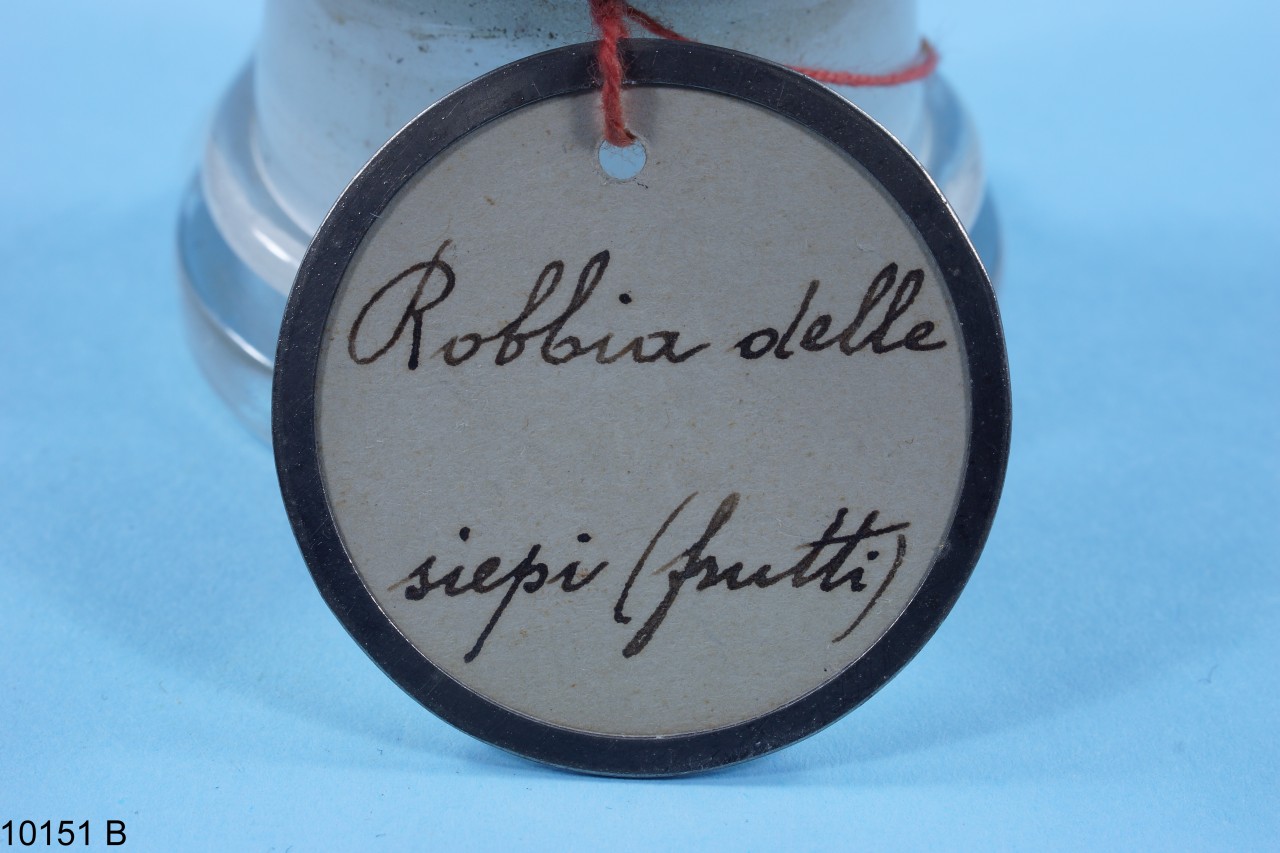 Robbia delle
siepi (frutti)
10151 B